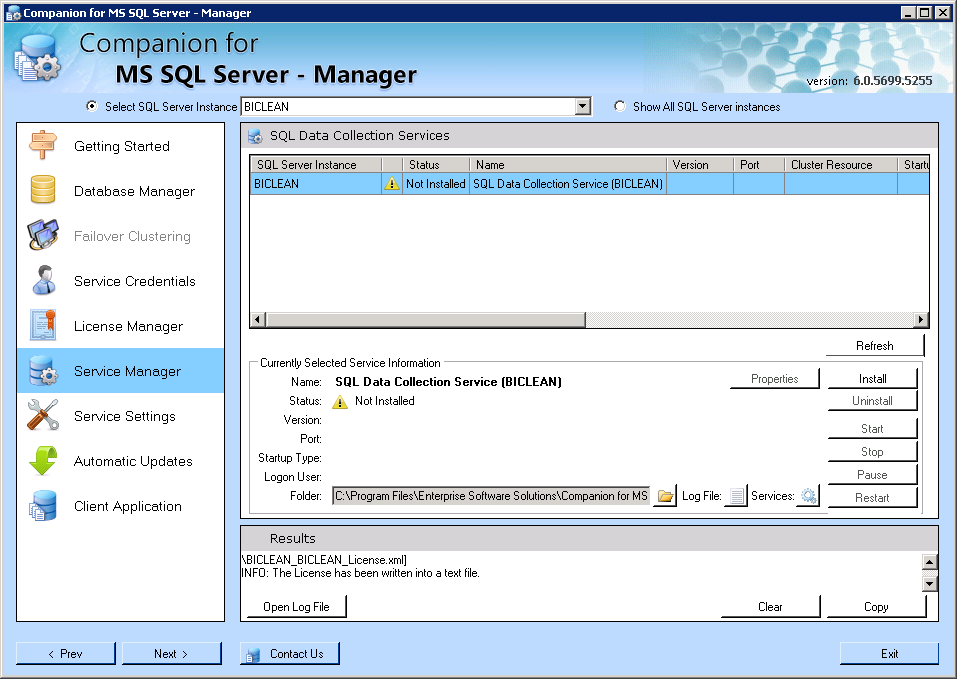 Companion for MS SQL Server - Manager
Companion for
MS SQL Server - Manager
version: 6.0.5699.5255
Select SQL Server Instance BICLEAN Show All SQL Server instances
Getting Started
Database Manager
Failover Clustering
Service Credentials
License Manager
Service Manager
Service Settings
Automatic Updates
Client Application
SQL Data Collection Services
SQL Server Instance Status Name Version Port Cluster Resource
BICLEAN Not Installed SQL Data Collection Service (BICLEAN)
Refresh
Currently Selected Service Information
Name: SQL Data Collection Service (BICLEAN) Properties Install
Status: Not Installed Uninstall
Version:
Port: Start
Startup Type: Stop
Logon User: Pause
Folder: C:\Program Files\Enterprise Software Solutions\Companion for MS Log File: Services: Restart
Results
\BICLEAN_BICLEAN_License.xml]
INFO: The License has been written into a text file.
Open Log File Clear Copy
< Prev Next > Contact Us Exit